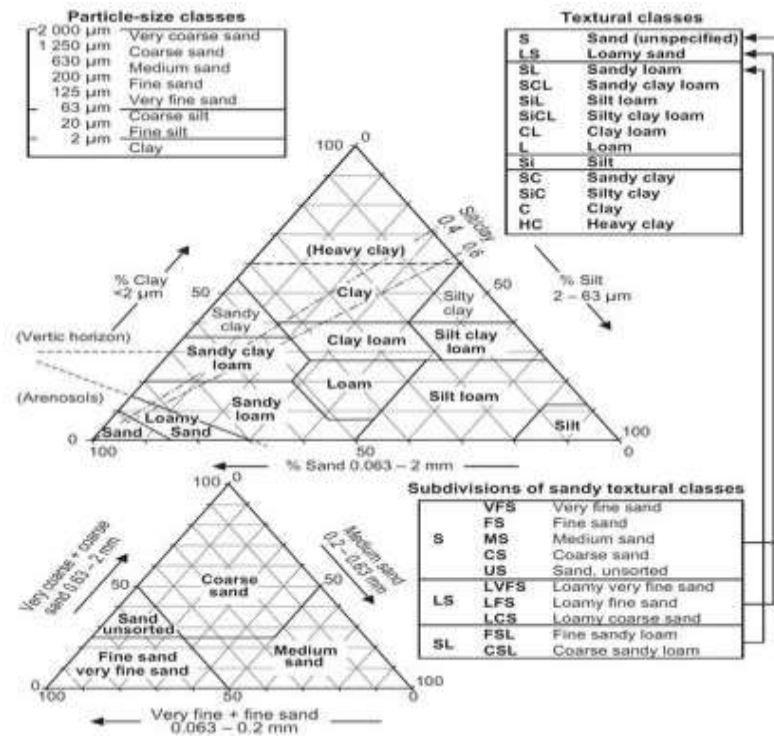 Particle-size classes
2 000 µm
Very coarse sand
1 250 µm
Coarse sand
630 µm
Medium sand
200 µm
Fine sand
125 µm
Very fine sand
63 µm
Coarse silt
20 µm
Fine silt
2 µm
Clay
Textural classes
S Sand (unspecified)
LS Loamy sand
SL Sandy loam
SCL Sandy clay loam
SiL Silt loam
SiCL Silty clay loam
CL Clay loam
L Loam
Si Silt
SC Sandy clay
SiC Silty clay
C Clay
HC Heavy clay
100
0
Silt/clay
0.4 0.6
(Heavy clay)
% Clay
<2 µm
50
Clay
50
% Silt
2 – 63 µm
Sandy
clay
Silty
clay
(Vertic horizon)
Sandy clay
loam
Clay loam
Silt clay
loam
Loam
(Arenosols)
Sandy
loam
Silt loam
Loamy
Sand
Sand
Silt
0
100
100
50
0
% Sand 0.063 – 2 mm
100
0
Very coarse + coarse
sand 0.63 - 2 mm
Medium sand
0.2 – 0.63 mm
50
50
Coarse
sand
Sand
unsorted
Fine sand
very fine sand
Medium
sand
0
100
100
50
0
Very fine + fine sand
0.063 – 0.2 mm
Subdivisions of sandy textural classes
S
VFS Very fine sand
FS Fine sand
MS Medium sand
CS Coarse sand
US Sand, unsorted
LS
LVFS Loamy very fine sand
LFS Loamy fine sand
LCS Loamy coarse sand
SL
FSL Fine sandy loam
CSL Coarse sandy loam